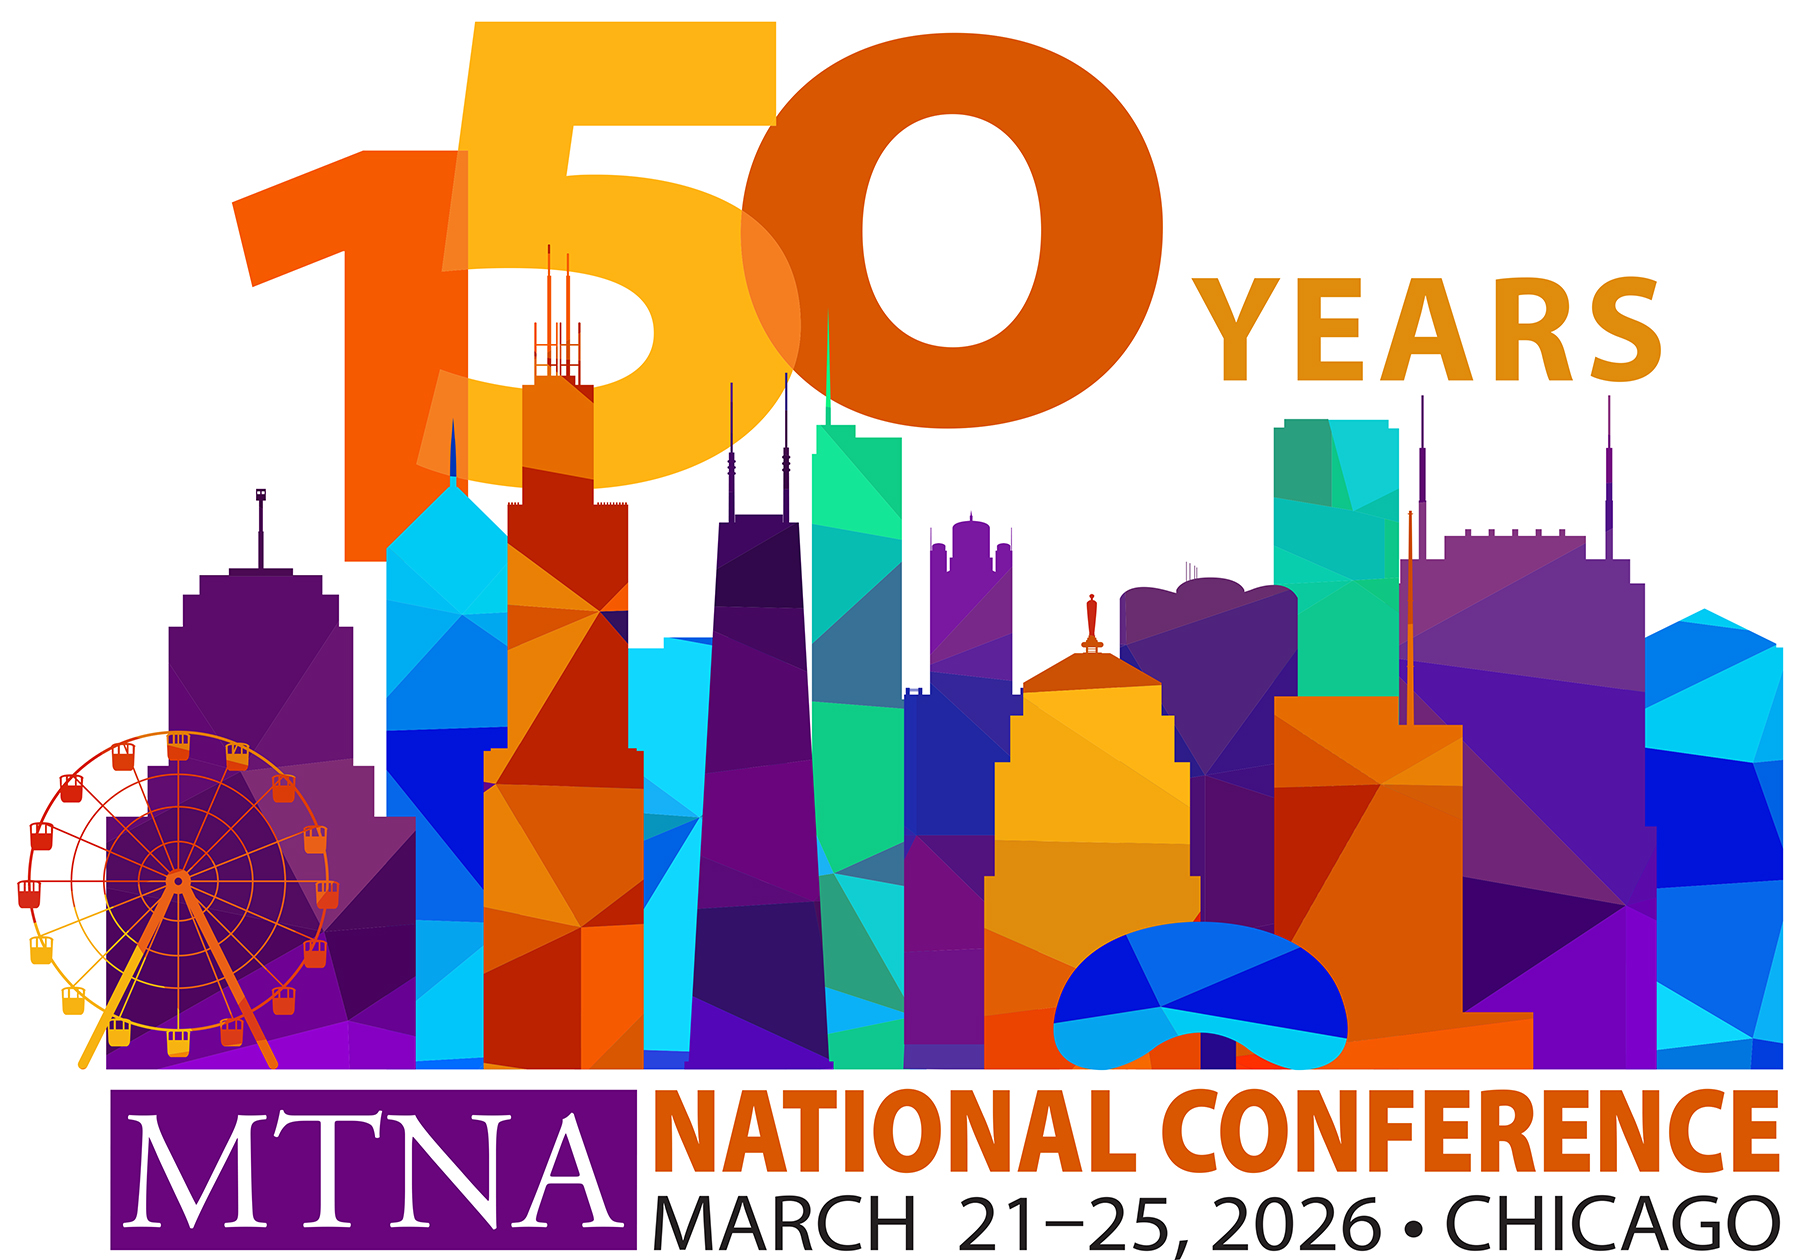 150 YEARS
MTNA
NATIONAL CONFERENCE
MARCH 21–25, 2026 • CHICAGO